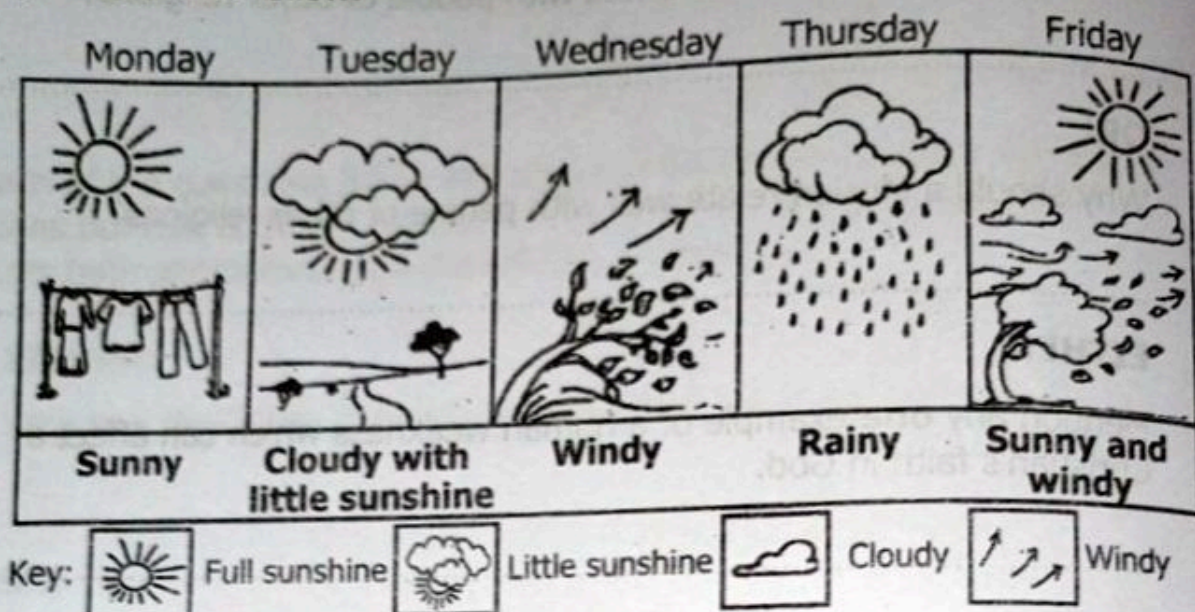 Monday Tuesday Wednesday Thursday Friday
Sunny Cloudy with little sunshine Windy Rainy Sunny and windy
Key: Full sunshine Little sunshine Cloudy Windy